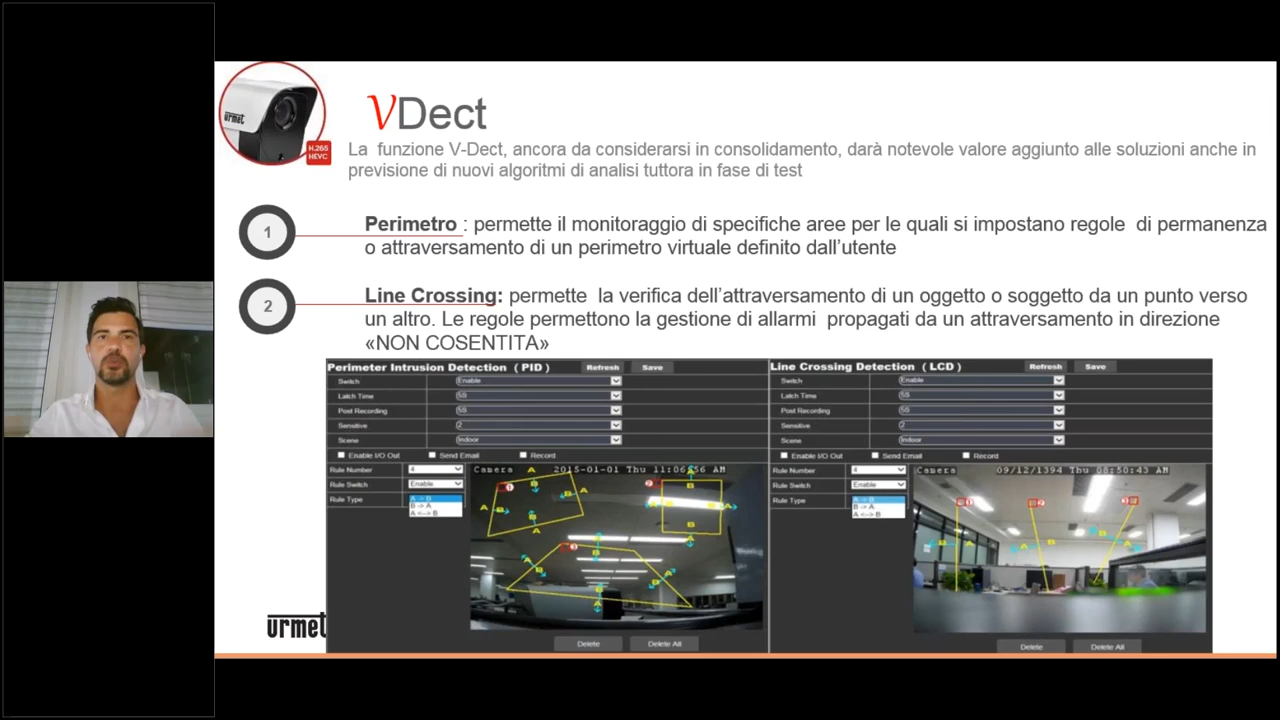 urmet
H.265
HEVC
VDect
La funzione V-Dect, ancora da considerarsi in consolidamento, darà notevole valore aggiunto alle soluzioni anche in
previsione di nuovi algoritmi di analisi tuttora in fase di test
1
Perimetro : permette il monitoraggio di specifiche aree per le quali si impostano regole di permanenza
o attraversamento di un perimetro virtuale definito dall'utente
2
Line Crossing: permette la verifica dell'attraversamento di un oggetto o soggetto da un punto verso
un altro. Le regole permettono la gestione di allarmi propagati da un attraversamento in direzione
«NON COSENTITA»
Perimeter Intrusion Detection ( PID ) Refresh Save
Switch Enable
Latch Time 5S
Post Recording 5S
Sensitive 2
Scene Indoor
Enable I/O Out Send Email Record
Rule Number 4
Rule Switch Enable
Rule Type A -> B
B -> A
A <--> B
Camera 2015-01-01 Thu 11:06:56 AM
Delete Delete All
Line Crossing Detection ( LCD ) Refresh Save
Switch Enable
Latch Time 5S
Post Recording 5S
Sensitive 2
Scene Indoor
Enable I/O Out Send Email Record
Rule Number 4
Rule Switch Enable
Rule Type A -> B
B -> A
A <--> B
Camera 09/12/1394 Thu 08:50:43 AM
Delete Delete All
urmet